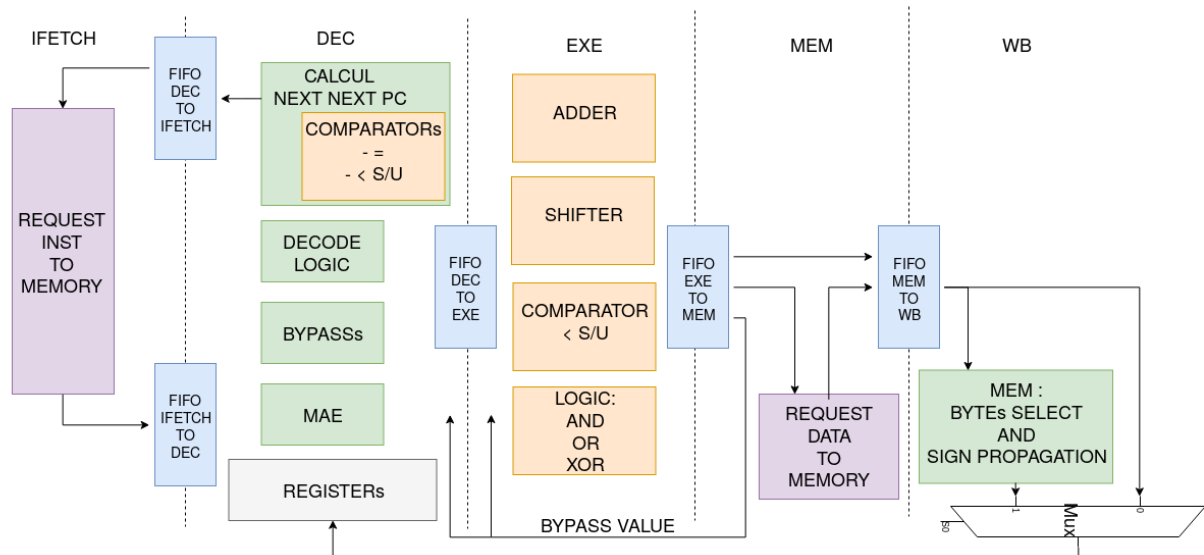 IFETCH
DEC
EXE
MEM
WB
FIFO
DEC
TO
IFETCH
CALCUL
NEXT NEXT PC
COMPARATORs
- =
- < S/U
REQUEST
INST
TO
MEMORY
DECODE
LOGIC
BYPASSs
MAE
REGISTERs
FIFO
IFETCH
TO
DEC
FIFO
DEC
TO
EXE
ADDER
SHIFTER
COMPARATOR
< S/U
LOGIC:
AND
OR
XOR
BYPASS VALUE
FIFO
EXE
TO
MEM
REQUEST
DATA
TO
MEMORY
FIFO
MEM
TO
WB
MEM :
BYTEs SELECT
AND
SIGN PROPAGATION
1
Mux
0
S0